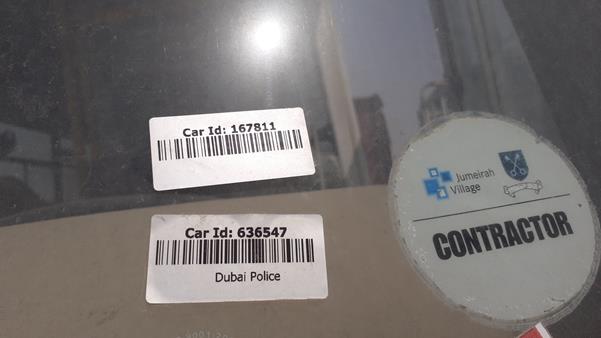 Car Id: 167811
Car Id: 636547
Dubai Police
Jumeirah
Village
CONTRACTOR